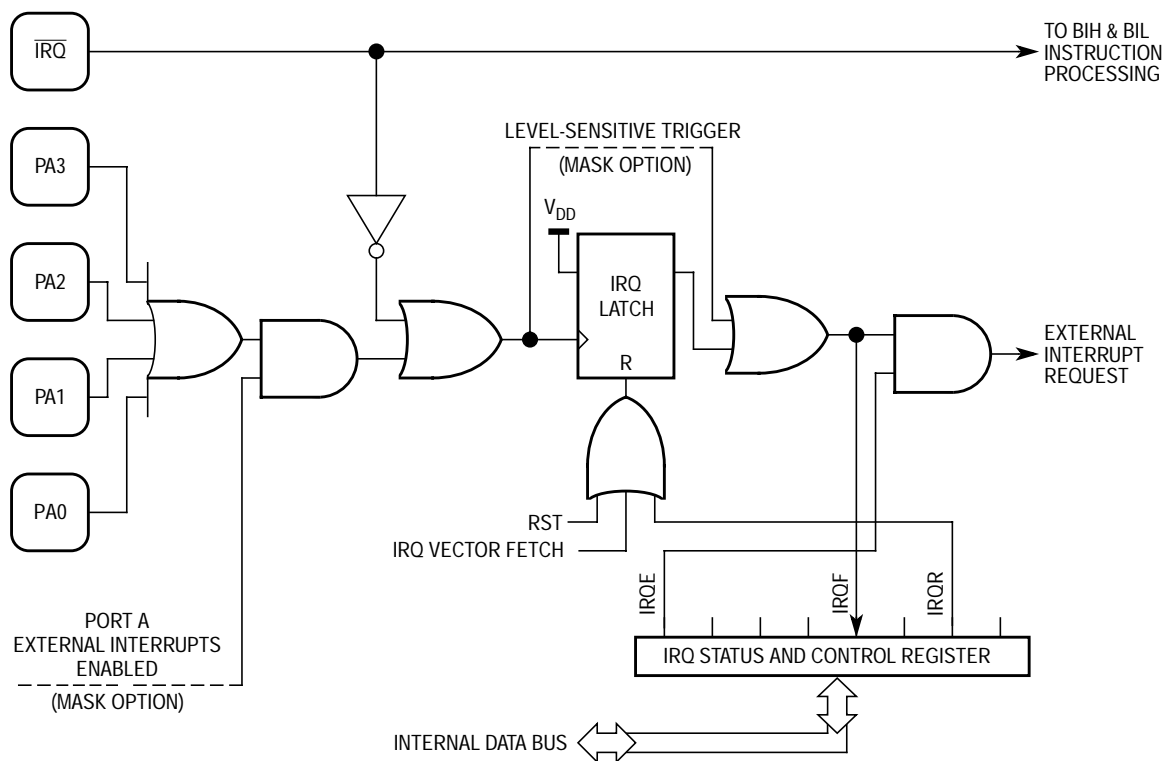 IRQ
TO BIH & BIL
INSTRUCTION
PROCESSING
PA3
LEVEL-SENSITIVE TRIGGER
(MASK OPTION)
VDD
PA2
IRQ
LATCH
R
PA1
EXTERNAL
INTERRUPT
REQUEST
PA0
RST
IRQ VECTOR FETCH
PORT A
EXTERNAL INTERRUPTS
ENABLED
(MASK OPTION)
IRQE
IRQF
IRQR
IRQ STATUS AND CONTROL REGISTER
INTERNAL DATA BUS